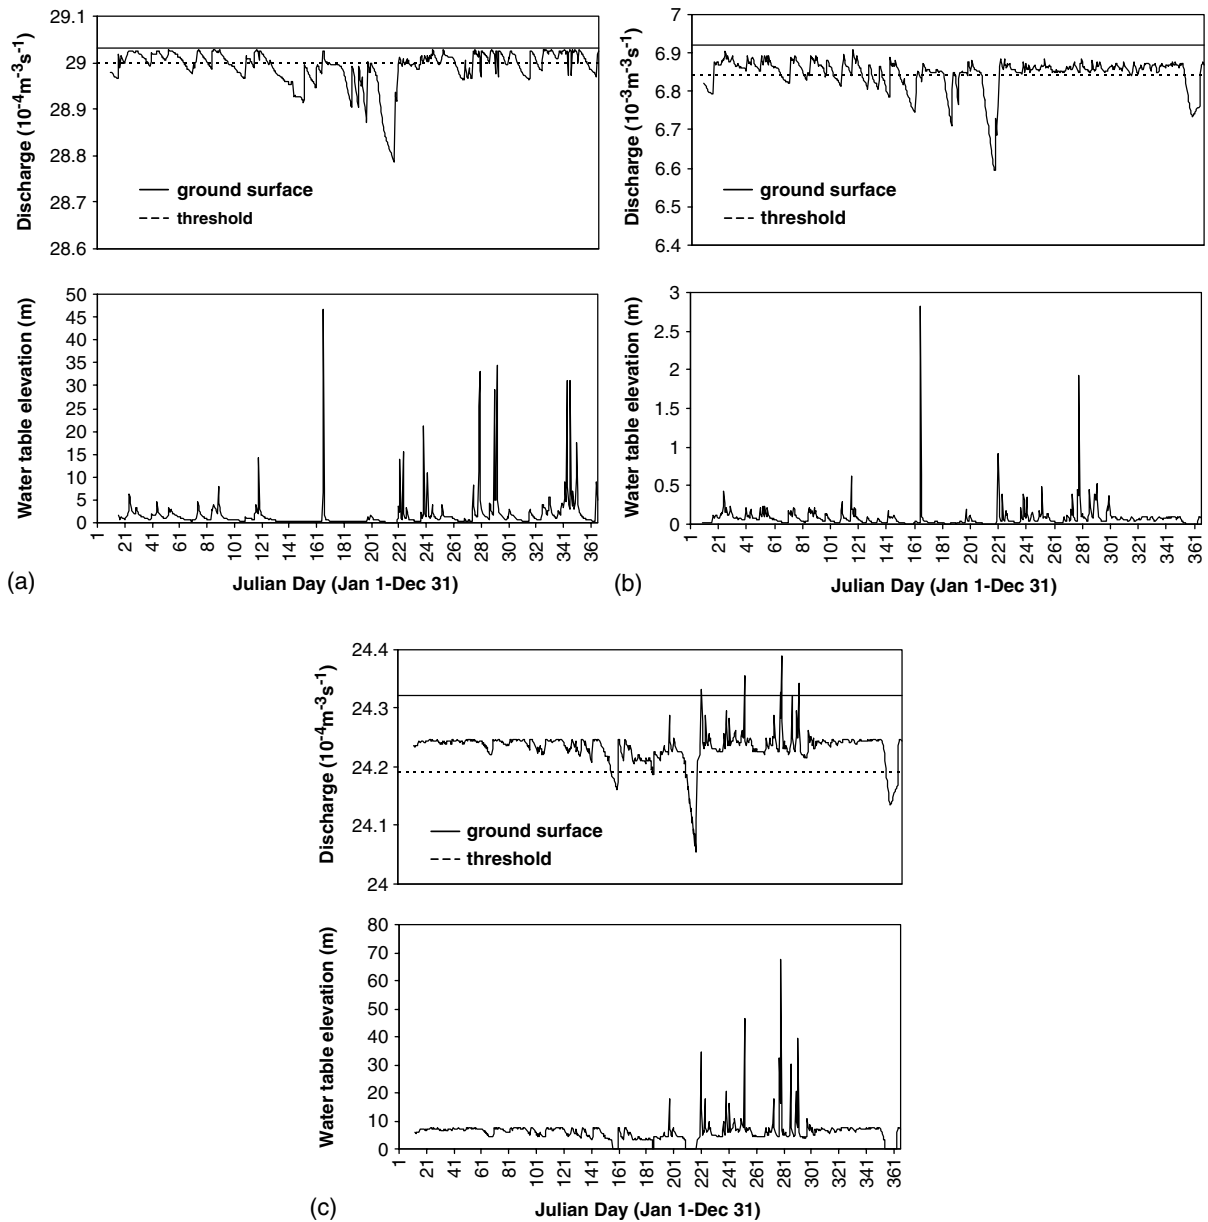 Discharge (10-4m-3s-1)
29.1
29
28.9
28.8
28.7
28.6
ground surface
threshold
Water table elevation (m)
50
45
40
35
30
25
20
15
10
5
0
1 21 41 61 81 101 121 141 161 181 201 221 241 261 281 301 321 341 361
(a)
Julian Day (Jan 1-Dec 31)
Discharge (10-3m-3s-1)
7
6.9
6.8
6.7
6.6
6.5
6.4
ground surface
threshold
Water table elevation (m)
3
2.5
2
1.5
1
0.5
0
1 21 41 61 81 101 121 141 161 181 201 221 241 261 281 301 321 341 361
(b)
Julian Day (Jan 1-Dec 31)
Discharge (10-4m-3s-1)
24.4
24.3
24.2
24.1
24
ground surface
threshold
Water table elevation (m)
80
70
60
50
40
30
20
10
0
1 21 41 61 81 101 121 141 161 181 201 221 241 261 281 301 321 341 361
(c)
Julian Day (Jan 1-Dec 31)